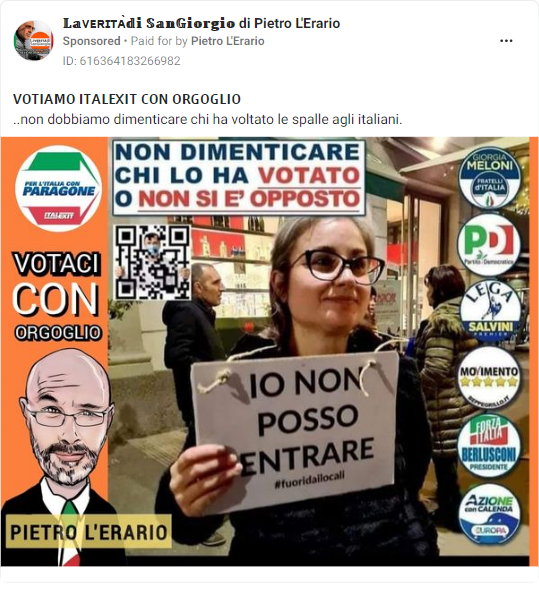 LaVERITÀdi SanGiorgio di Pietro L'Erario
Sponsored • Paid for by Pietro L'Erario
ID: 616364183266982
VOTIAMO ITALEXIT CON ORGOGLIO
..non dobbiamo dimenticare chi ha voltato le spalle agli italiani.
PER L'ITALIA CON
PARAGONE
ITALEXIT
NON DIMENTICARE
CHI LO HA VOTATO
O NON SI E' OPPOSTO
VOTACI
CON
ORGOGLIO
IO NON
POSSO
ENTRARE
#fuoridailocali
PIETRO L'ERARIO
GIORGIA
MELONI
FRATELLI
d'ITALIA
PD
Partito Democratico
LEGA
SALVINI
PREMIER
MOVIMENTO
BEPPEGRILLO.IT
FORZA
ITALIA
BERLUSCONI
PRESIDENTE
AZIONE
con CALENDA
EUROPA